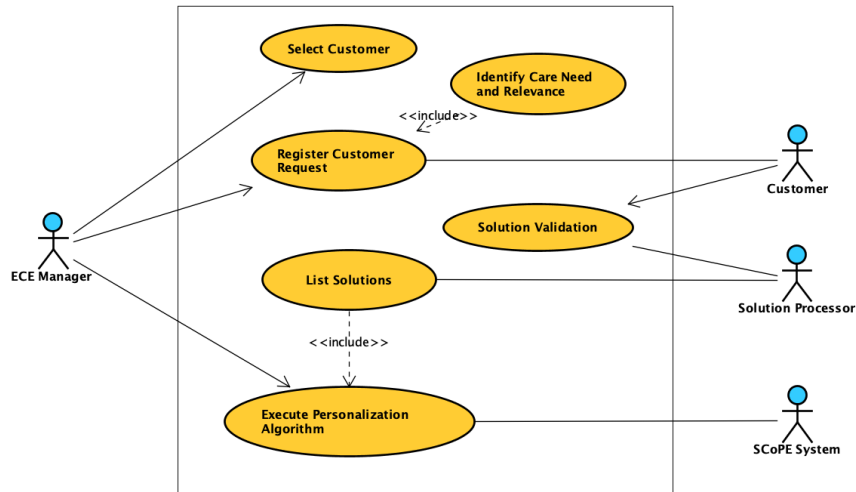 Select Customer
Identify Care Need
and Relevance
<<include>>
Register Customer
Request
Customer
Solution Validation
ECE Manager
List Solutions
Solution Processor
<<include>>
Execute Personalization
Algorithm
SCoPE System